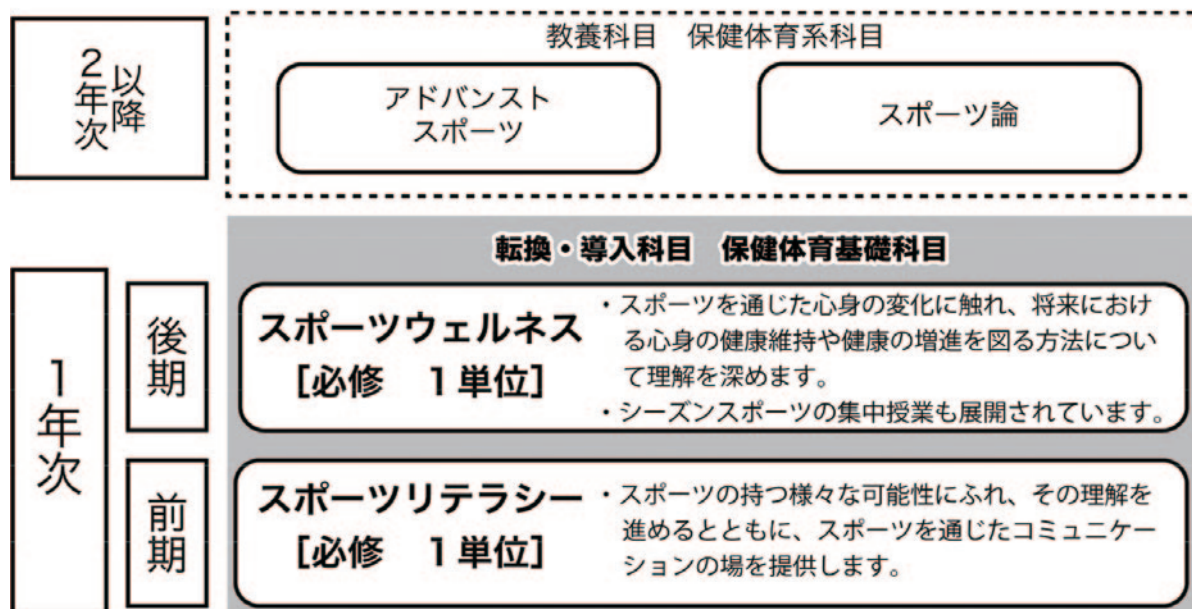 2年次
以降
教養科目　保健体育系科目
アドバンスト
スポーツ
スポーツ論
転換・導入科目　保健体育基礎科目
1年次
後期
スポーツウェルネス
［必修　1単位］
・スポーツを通じた心身の変化に触れ、将来におけ
る心身の健康維持や健康の増進を図る方法につい
て理解を深めます。
・シーズンスポーツの集中授業も展開されています。
前期
スポーツリテラシー
［必修　1単位］
・スポーツの持つ様々な可能性にふれ、その理解を
進めるとともに、スポーツを通じたコミュニケー
ションの場を提供します。